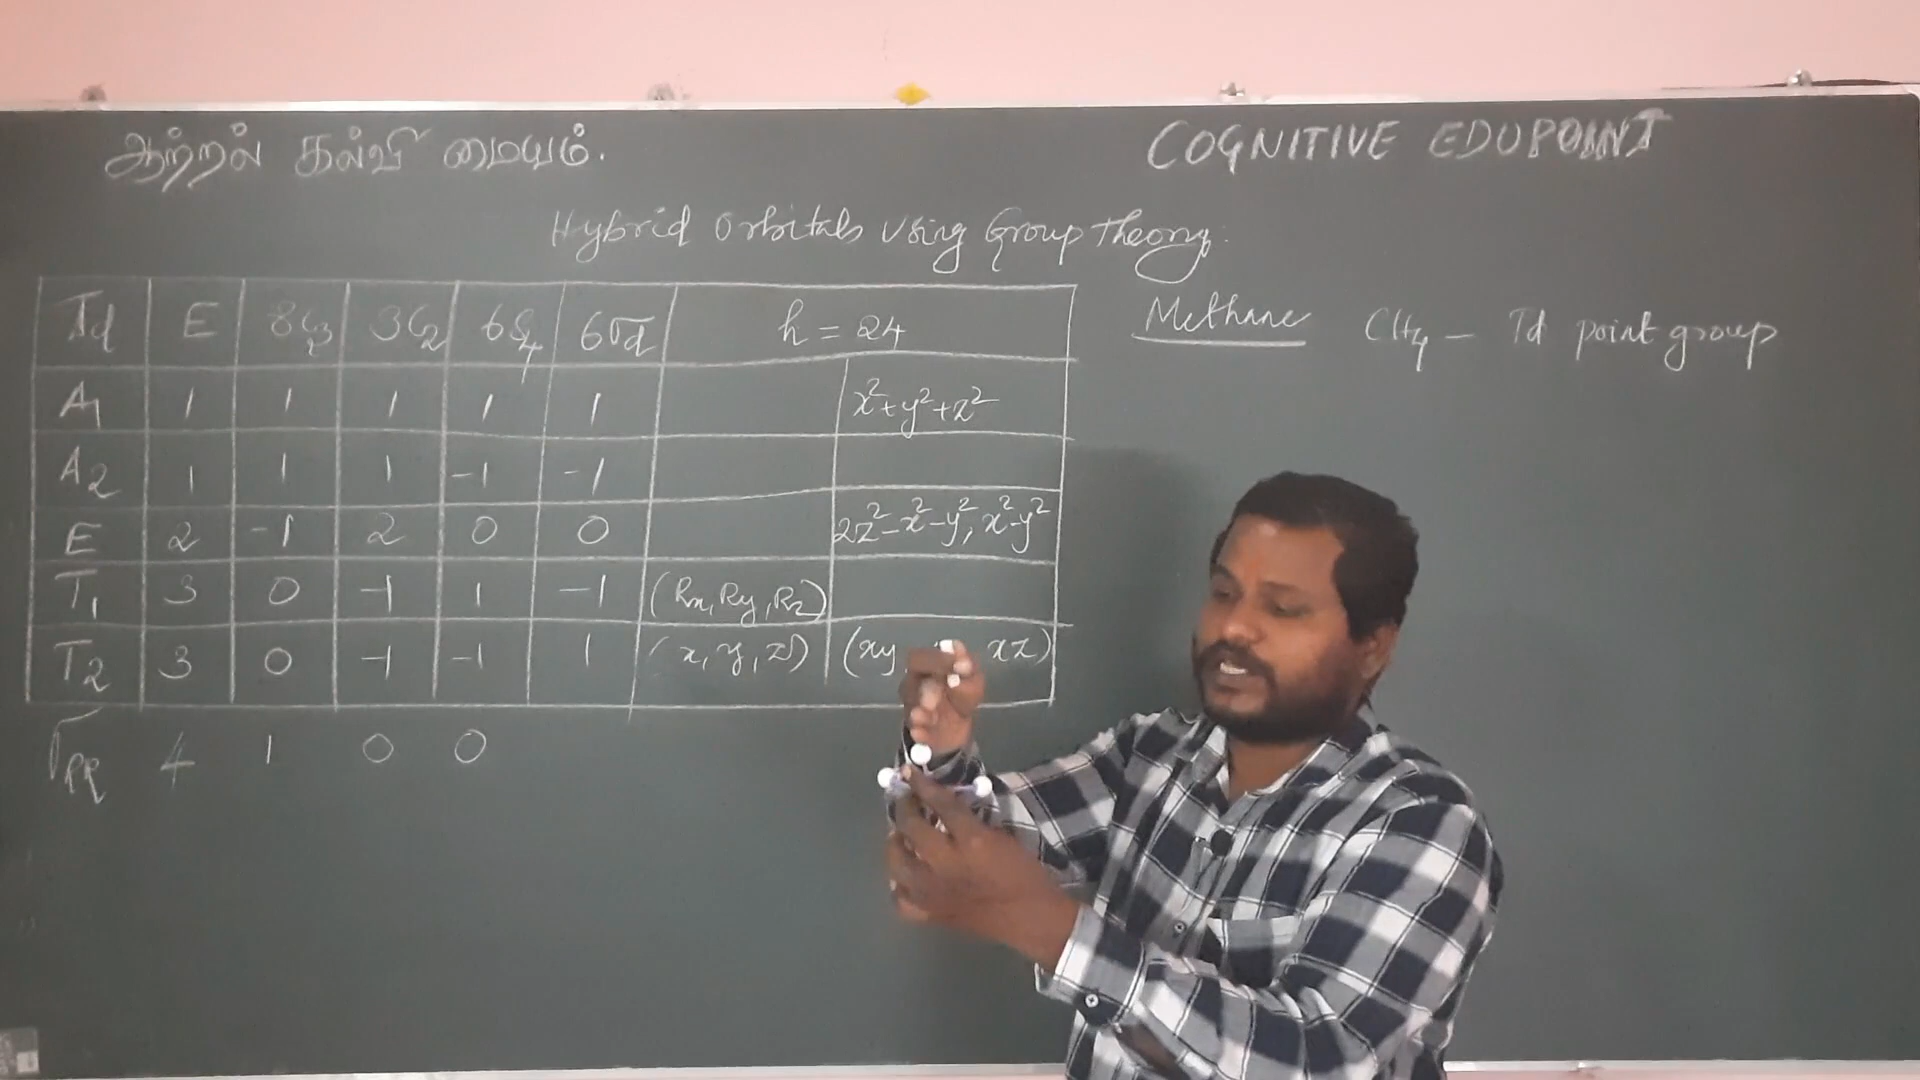 ஆற்றல் கல்வி மையம்.
COGNITIVE EDUPOINT
Hybrid Orbitals Using Group Theory:
Td E 8C3 3C2 6S4 6σd h = 24
A1 1 1 1 1 1 x²+y²+z²
A2 1 1 1 -1 -1
E 2 -1 2 0 0 2z²-x²-y², x²-y²
T1 3 0 -1 1 -1 (Rx, Ry, Rz)
T2 3 0 -1 -1 1 (x, y, z) (xy, xz)
ΓRR 4 1 0 0
Methane CH4 – Td point group